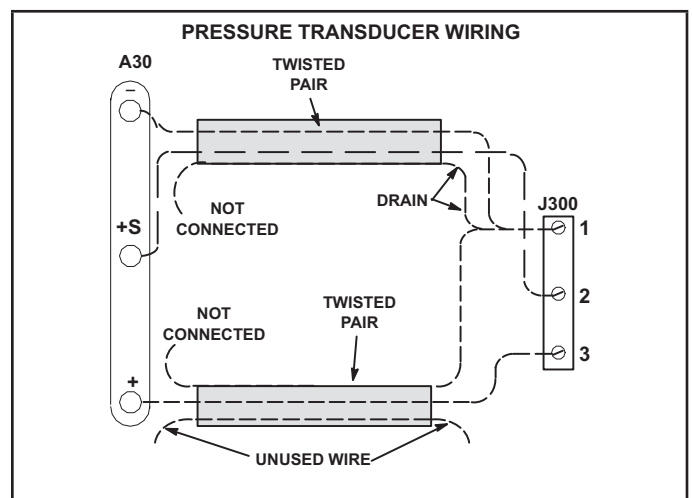 PRESSURE TRANSDUCER WIRING
A30
TWISTED
PAIR
–
DRAIN
J300
NOT
CONNECTED
1
+S
2
NOT
CONNECTED
TWISTED
PAIR
3
+
UNUSED WIRE